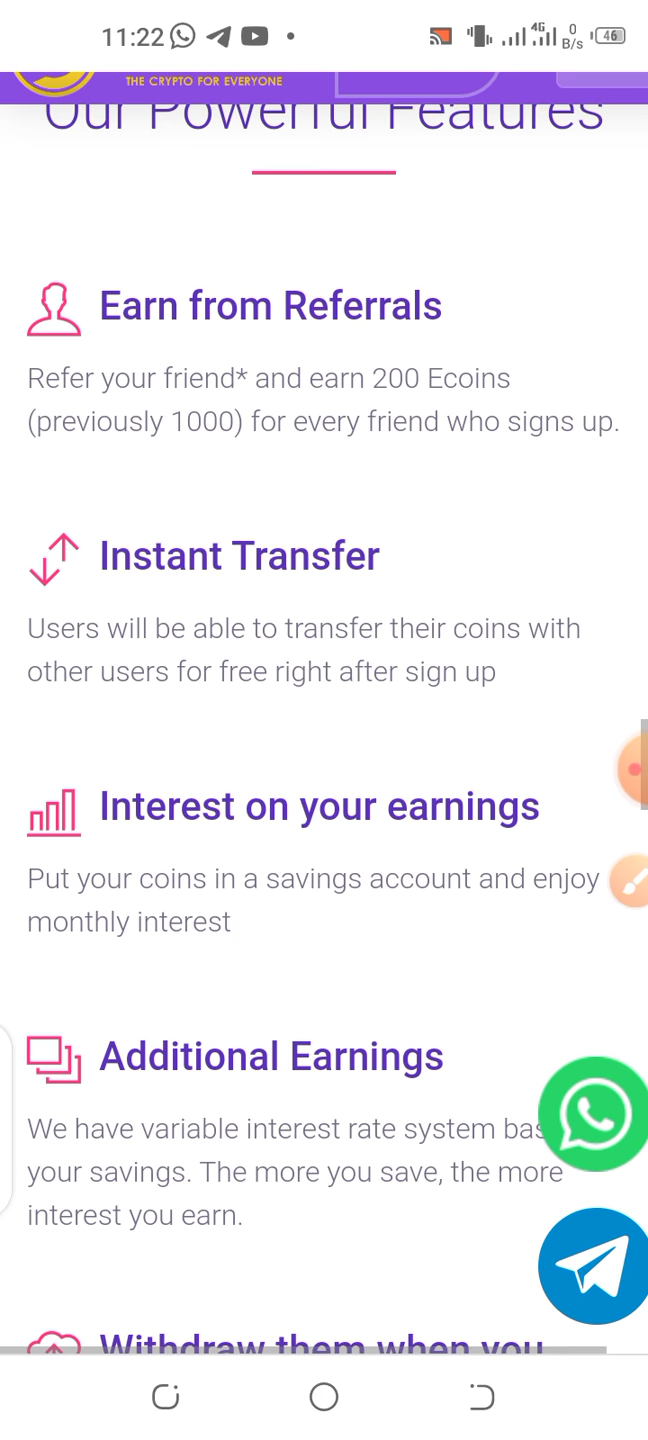 11:22
4G
0
B/s
46
THE CRYPTO FOR EVERYONE
Our Powerful Features
Earn from Referrals
Refer your friend* and earn 200 Ecoins
(previously 1000) for every friend who signs up.
Instant Transfer
Users will be able to transfer their coins with
other users for free right after sign up
Interest on your earnings
Put your coins in a savings account and enjoy
monthly interest
Additional Earnings
We have variable interest rate system
your savings. The more you save, the more
interest you earn.
Withdraw them when you